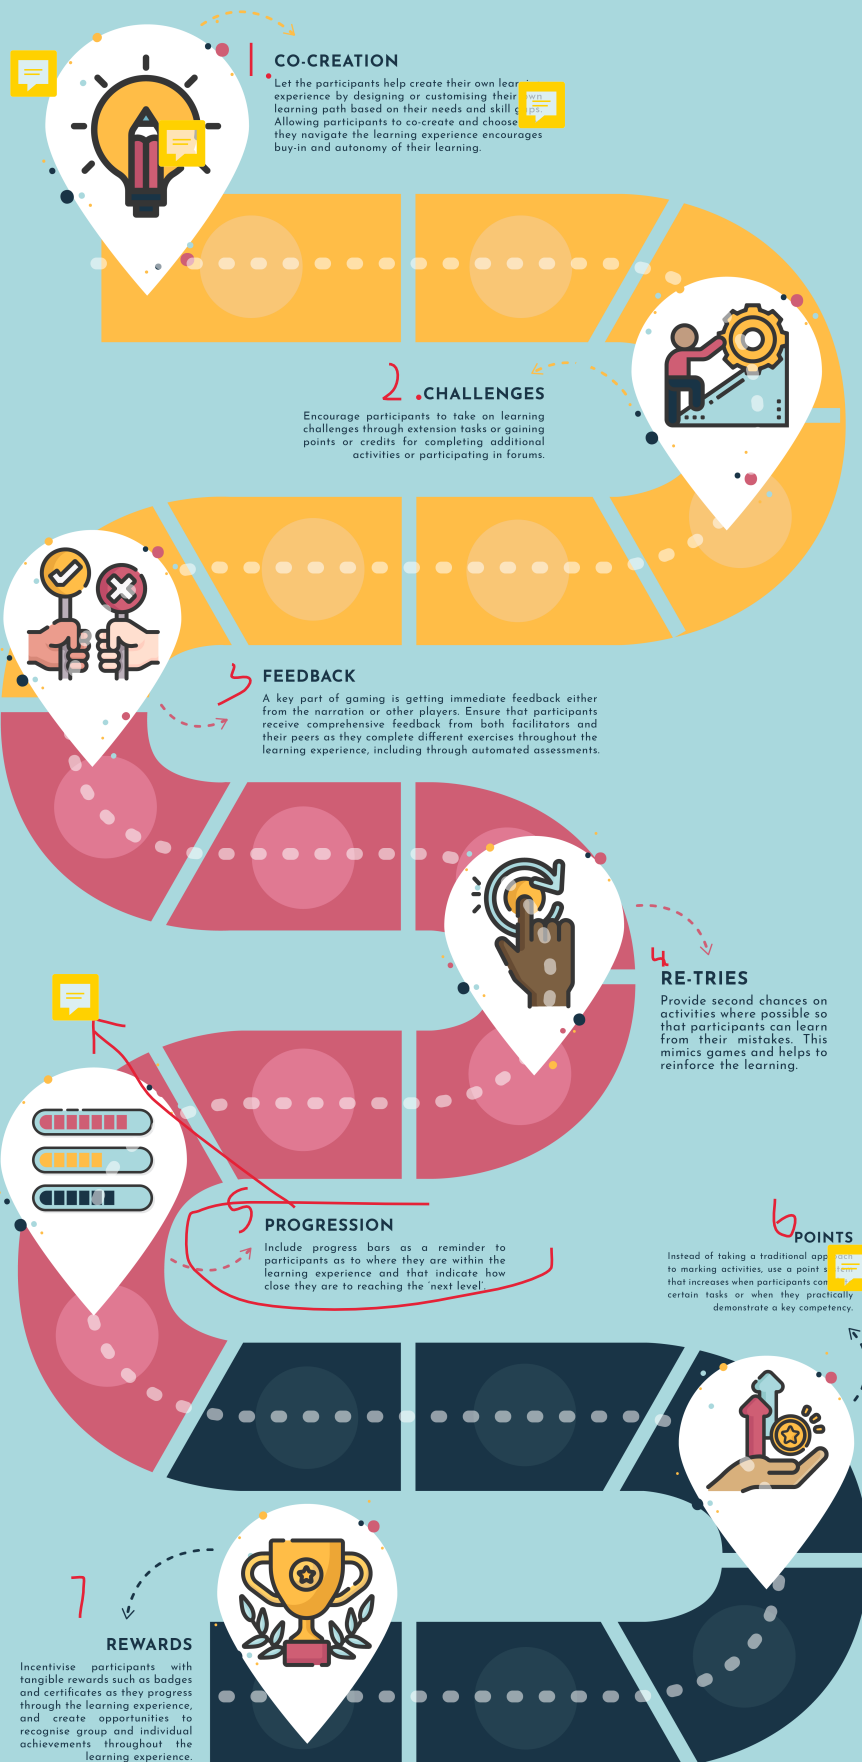 1.
CO-CREATION
Let the participants help create their own
experience by designing or customising their own
learning path based on their needs and skill gaps.
Allowing participants to co-create and choose
they navigate the learning experience encourages
buy-in and autonomy of their learning.
2.
CHALLENGES
Encourage participants to take on learning
challenges through extension tasks or gaining
points or credits for completing additional
activities or participating in forums.
3
FEEDBACK
A key part of gaming is getting immediate feedback either
from the narration or other players. Ensure that participants
receive comprehensive feedback from both facilitators and
their peers as they complete different exercises throughout the
learning experience, including through automated assessments.
4
RE-TRIES
Provide second chances on
activities where possible so
that participants can learn
from their mistakes. This
mimics games and helps to
reinforce the learning.
5
PROGRESSION
Include progress bars as a reminder to
participants as to where they are within the
learning experience and that indicate how
close they are to reaching the 'next level'.
6
POINTS
Instead of taking a traditional approach
to marking activities, use a point
that increases when participants
certain tasks or when they practically
demonstrate a key competency.
7
REWARDS
Incentivise participants with
tangible rewards such as badges
and certificates as they progress
through the learning experience,
and create opportunities to
recognise group and individual
achievements throughout the
learning experience.